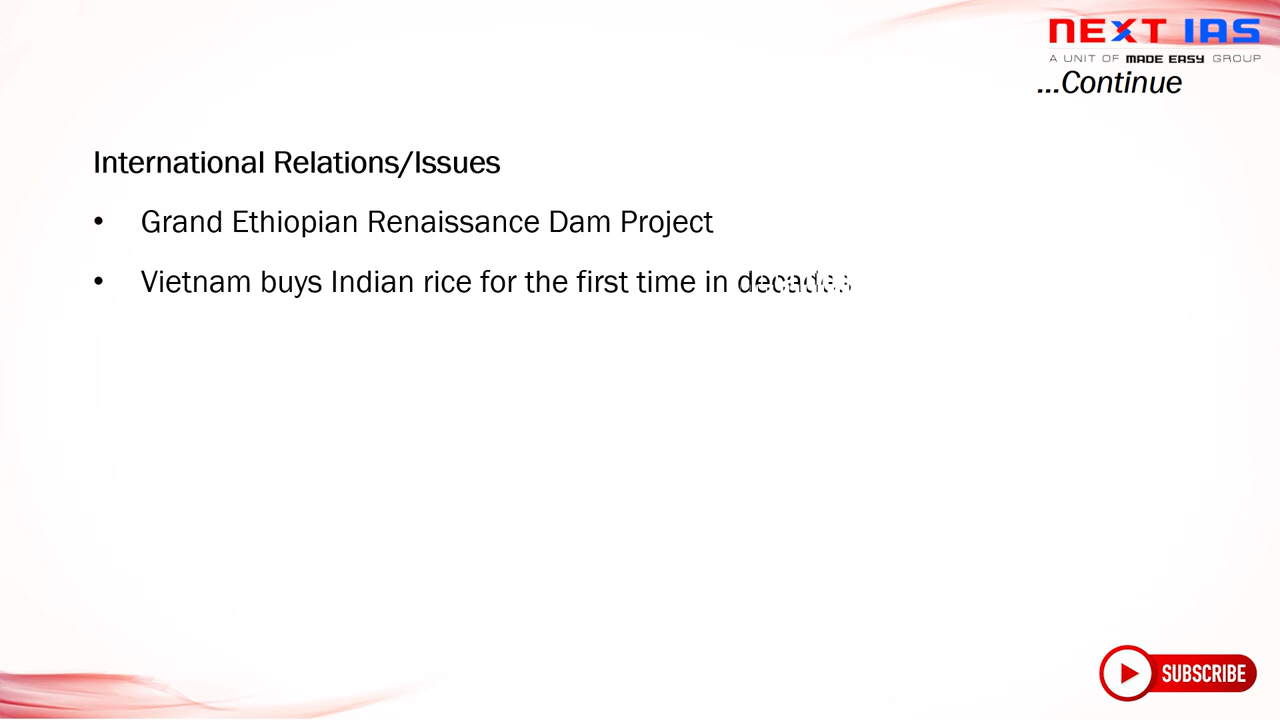 NEXT IAS
A UNIT OF MADE EASY GROUP
...Continue
International Relations/Issues
• Grand Ethiopian Renaissance Dam Project
• Vietnam buys Indian rice for the first time in decades
SUBSCRIBE